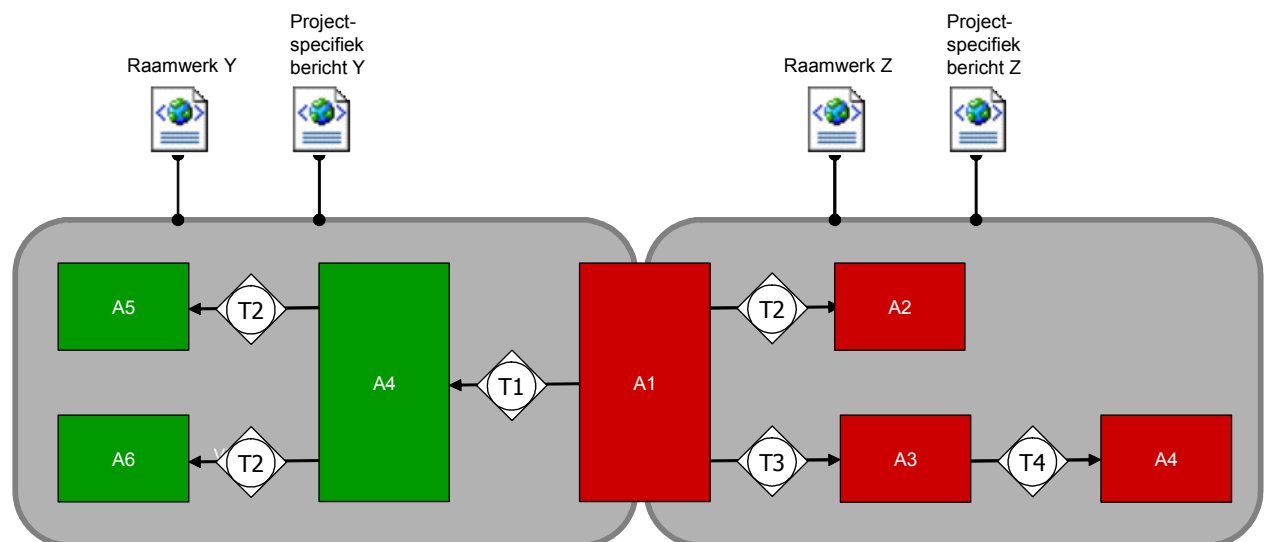 Project-
specifiek
bericht Y
Raamwerk Y
Project-
specifiek
bericht Z
Raamwerk Z
A5
T2
A4
T1
A1
T2
A2
A6
T2
T3
A3
T4
A4